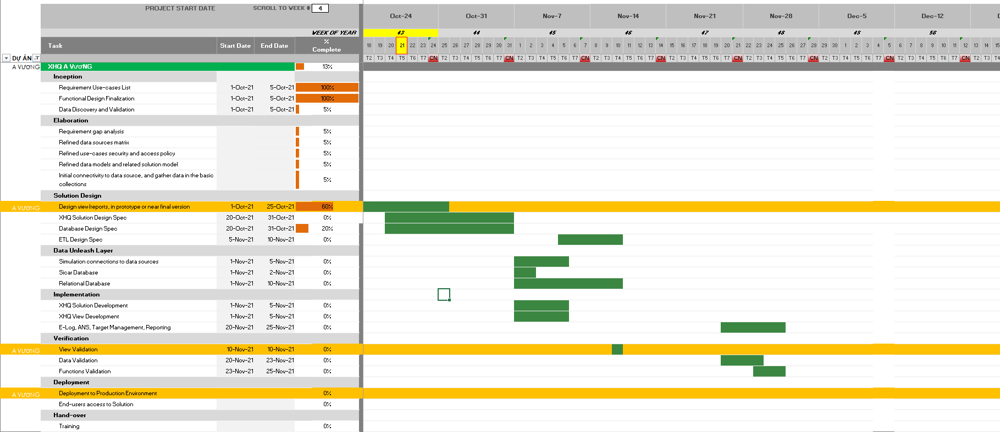 PROJECT START DATE SCROLL TO WEEK # 4
Oct-24 Oct-31 Nov-7 Nov-14 Nov-21 Nov-28 Dec-5 Dec-12
WEEK OF YEAR 43 44 45 46 47 48 49 50
Task Start Date End Date % Complete
18 19 20 21 22 23 24 25 26 27 28 29 30 31 1 2 3 4 5 6 7 8 9 10 11 12 13 14 15 16 17 18 19 20 21 22 23 24 25 26 27 28 29 30 1 2 3 4 5 6 7 8 9 10 11 12 13 14 15
DỰ ÁN T2 T3 T4 T5 T6 T7 CN T2 T3 T4 T5 T6 T7 CN T2 T3 T4 T5 T6 T7 CN T2 T3 T4 T5 T6 T7 CN T2 T3 T4 T5 T6 T7 CN T2 T3 T4 T5 T6 T7 CN T2 T3 T4 T5 T6 T7 CN T2 T3 T4 T5 T6 T7 CN T2 T3 T4
A VƯƠNG XHQ A VƯƠNG 13%
Inception
Requirement Use-cases List 1-Oct-21 5-Oct-21 100%
Functional Design Finalization 1-Oct-21 5-Oct-21 100%
Data Discovery and Validation 1-Oct-21 5-Oct-21 5%
Elaboration
Requirement gap analysis 5%
Refined data sources matrix 5%
Refined use-cases security and access policy 5%
Refined data models and related solution model 5%
Initial connectivity to data source, and gather data in the basic
collections 5%
Solution Design
A VƯƠNG Design view/reports, in prototype or near final version 1-Oct-21 25-Oct-21 60%
XHQ Solution Design Spec 20-Oct-21 31-Oct-21 0%
Database Design Spec 20-Oct-21 31-Oct-21 20%
ETL Design Spec 5-Nov-21 10-Nov-21 0%
Data Unleash Layer
Simulation connections to data sources 1-Nov-21 5-Nov-21 0%
Sicar Database 1-Nov-21 2-Nov-21 0%
Relational Database 1-Nov-21 10-Nov-21 0%
Implementation
XHQ Solution Development 1-Nov-21 5-Nov-21 0%
XHQ View Development 1-Nov-21 5-Nov-21 0%
E-Log, ANS, Target Management, Reporting 20-Nov-21 25-Nov-21 0%
Verification
A VƯƠNG View Validation 10-Nov-21 10-Nov-21 0%
Data Validation 20-Nov-21 23-Nov-21 0%
Functions Validation 23-Nov-21 25-Nov-21 0%
Deployment
A VƯƠNG Deployment to Production Environment 0%
End-users access to Solution 0%
Hand-over
Training 0%